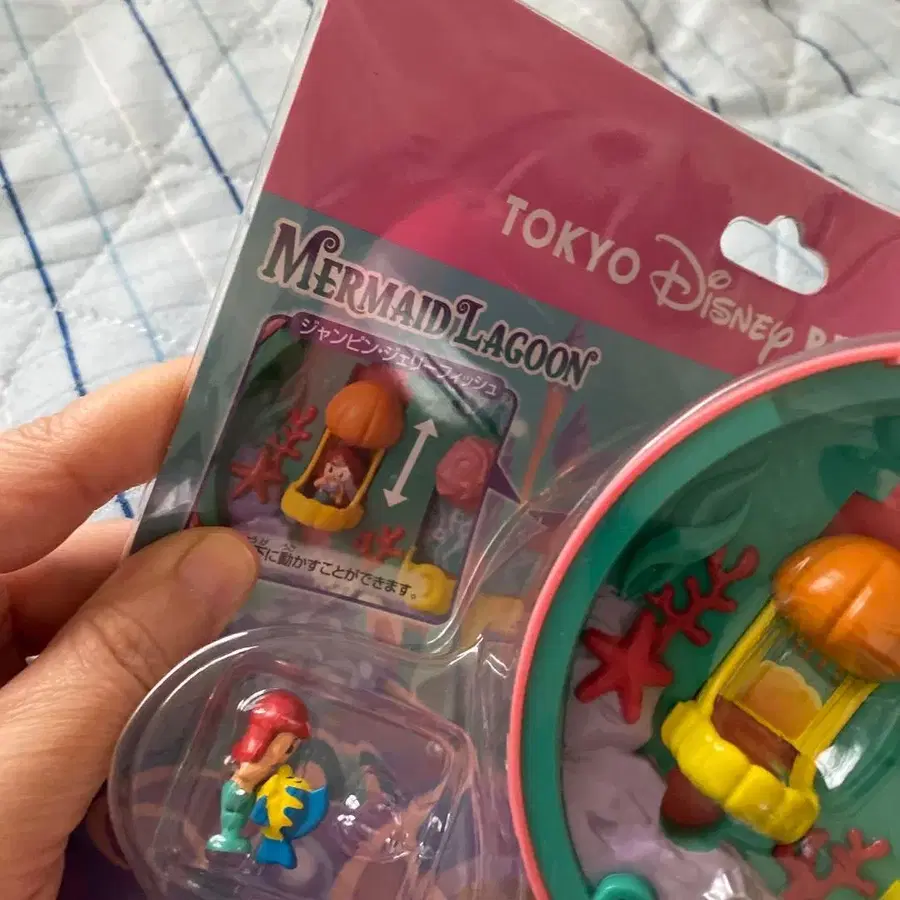 TOKYO DISNEY
MERMAID LAGOON
ジャンピン・ジェリーフィッシュ
下に動かすことができます。